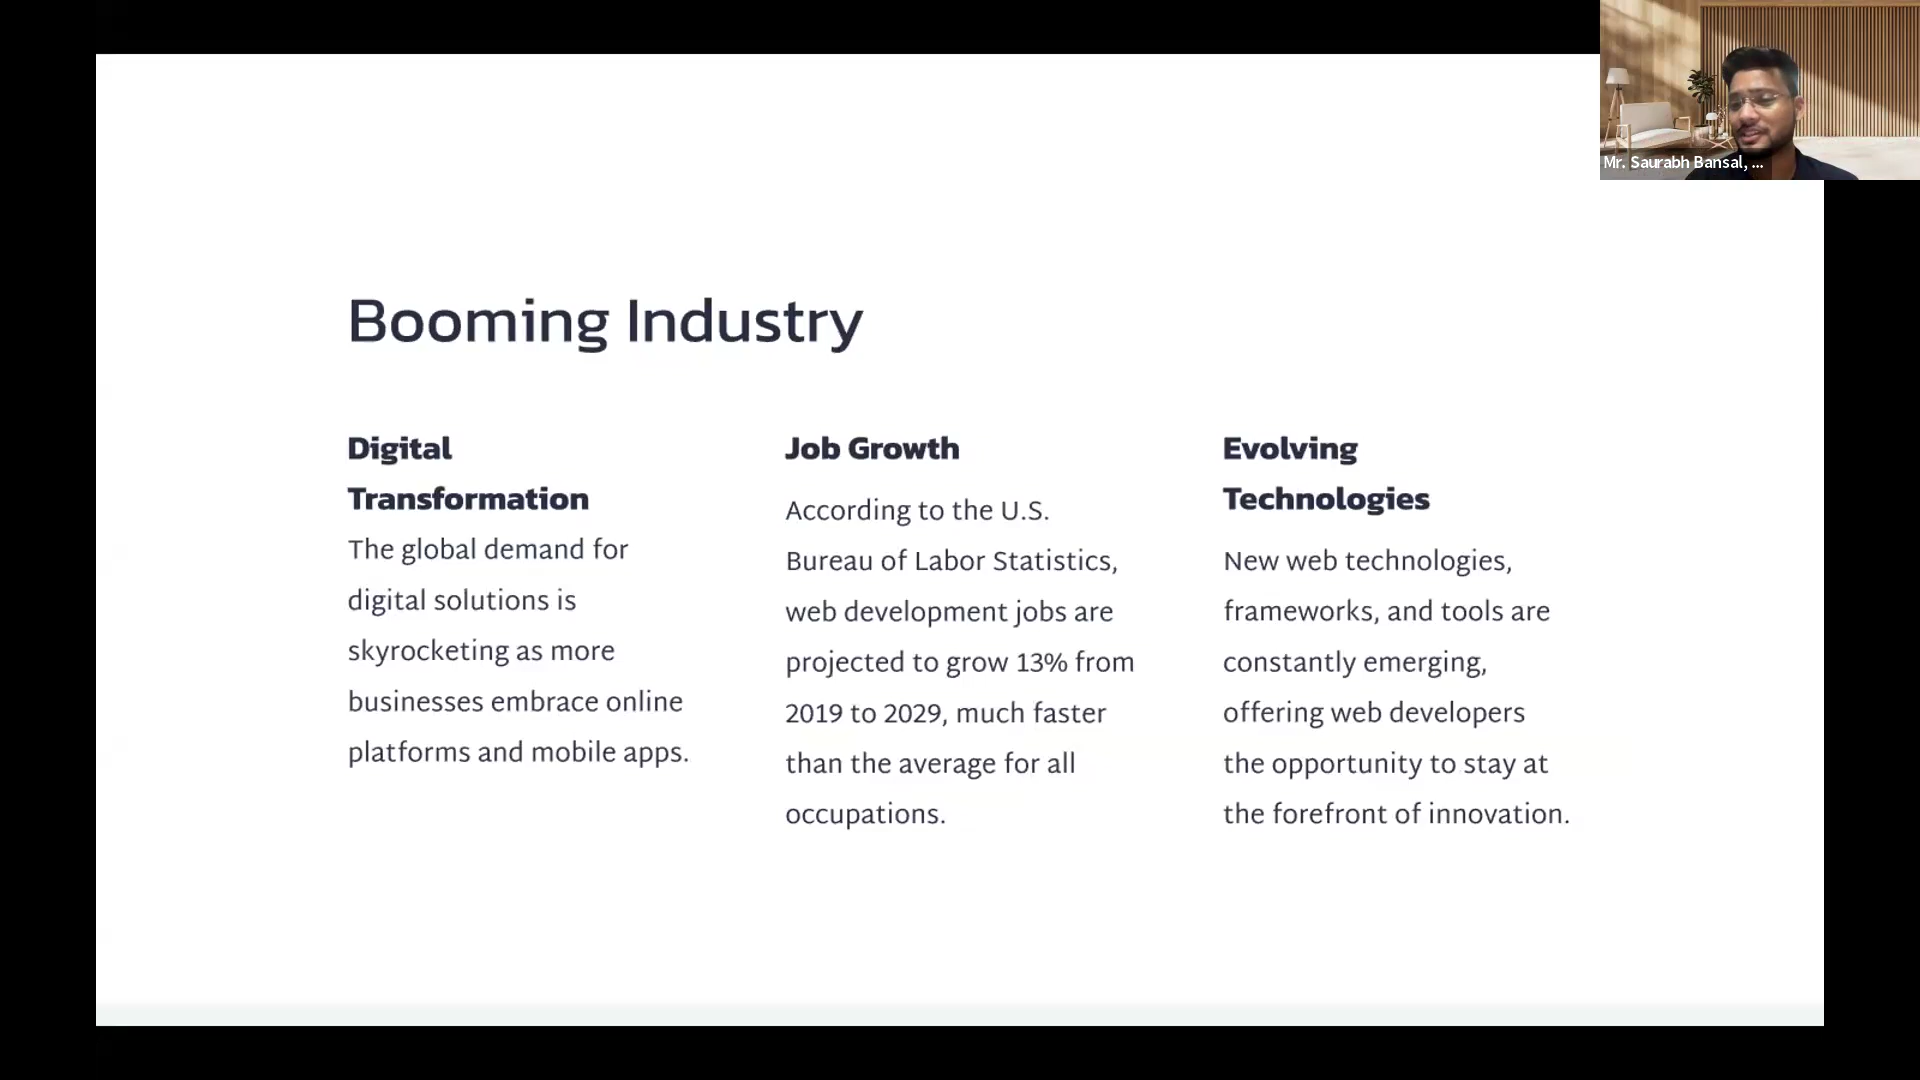 Mr. Saurabh Bansal, ...
Booming Industry
Digital
Transformation
The global demand for
digital solutions is
skyrocketing as more
businesses embrace online
platforms and mobile apps.
Job Growth
According to the U.S.
Bureau of Labor Statistics,
web development jobs are
projected to grow 13% from
2019 to 2029, much faster
than the average for all
occupations.
Evolving
Technologies
New web technologies,
frameworks, and tools are
constantly emerging,
offering web developers
the opportunity to stay at
the forefront of innovation.